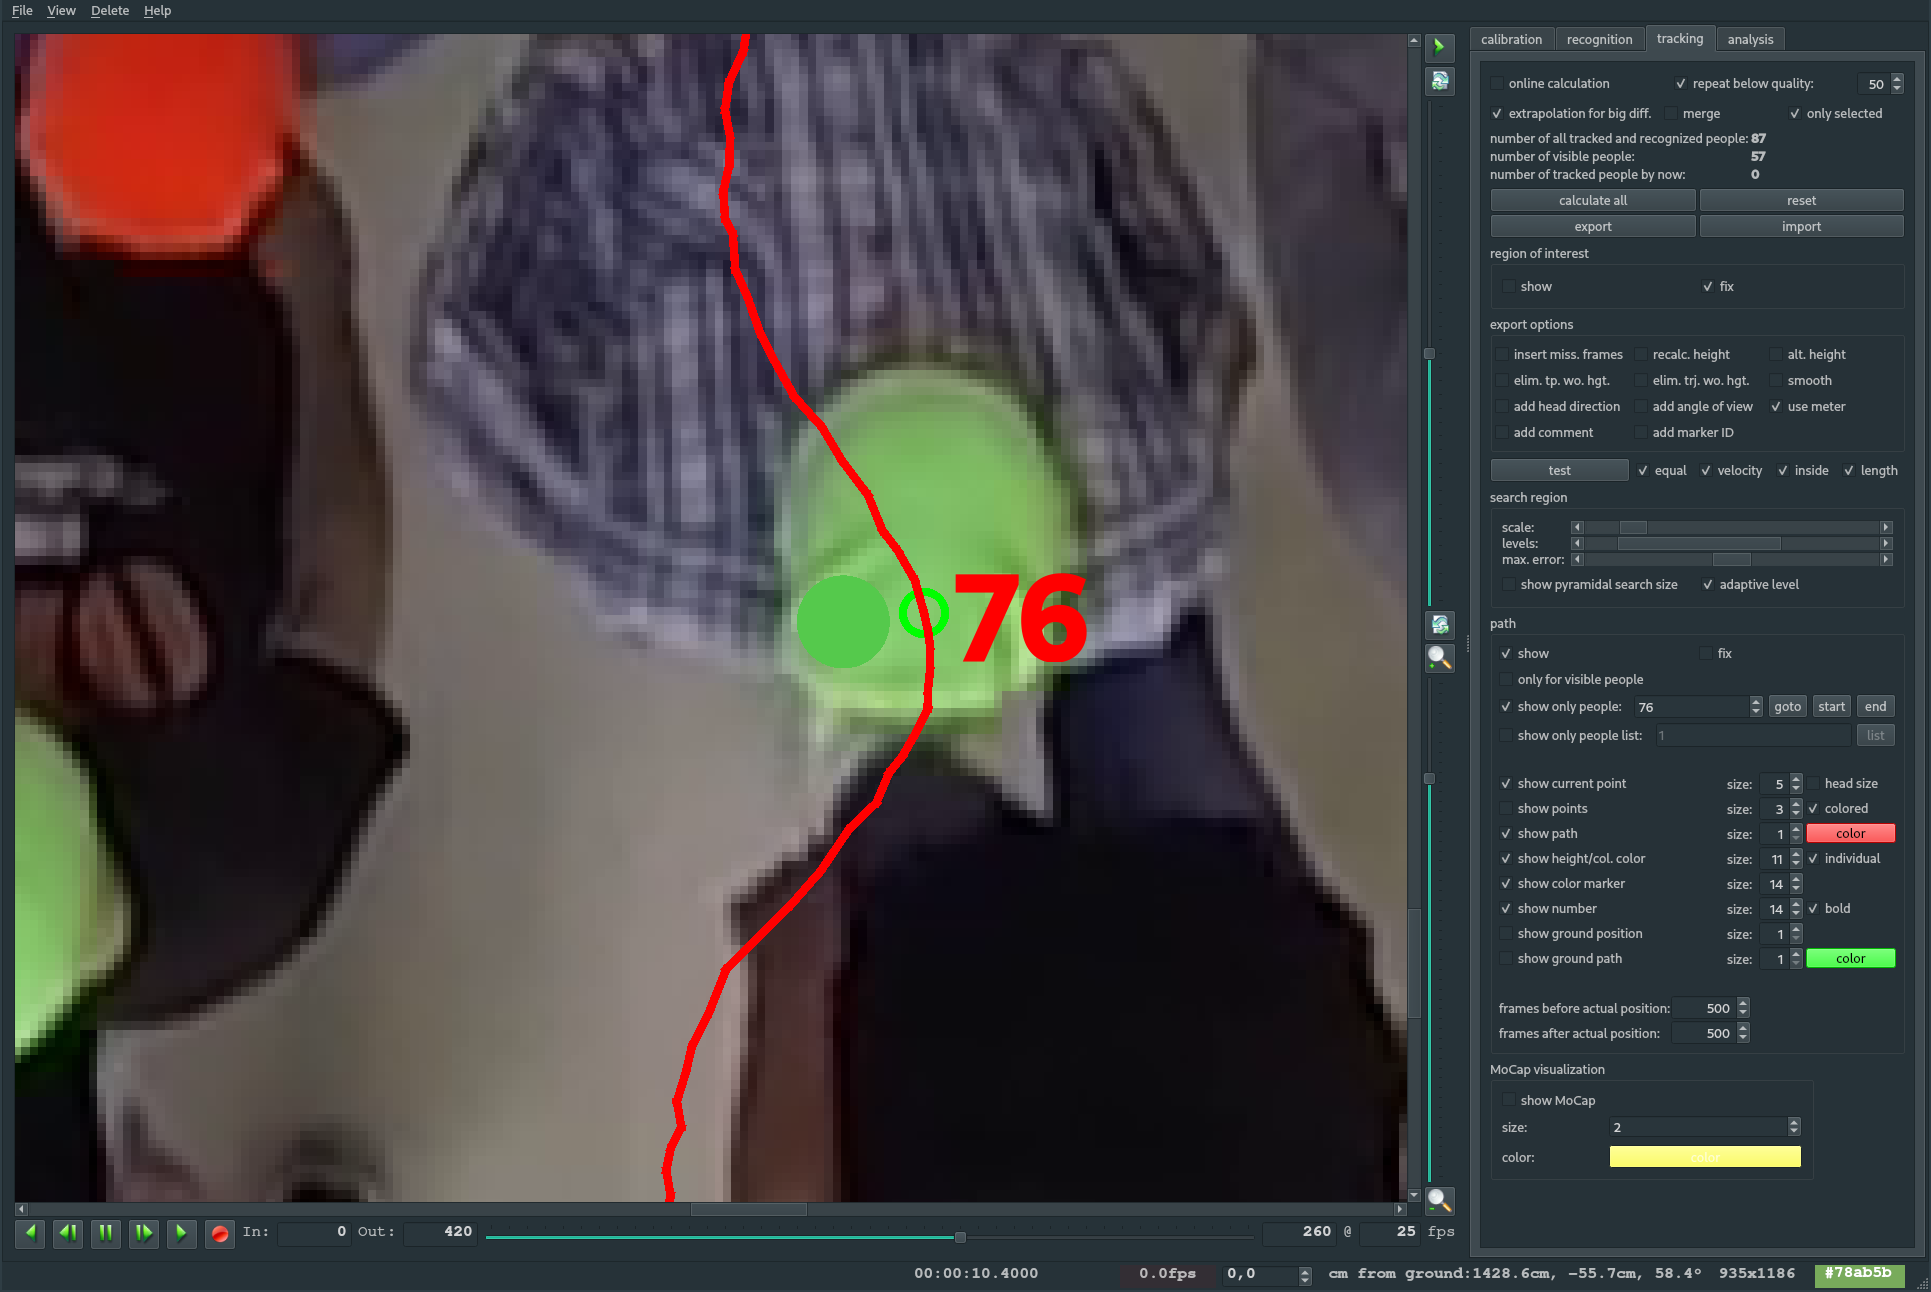 File View Delete Help
calibration recognition tracking analysis
online calculation repeat below quality: 50
extrapolation for big diff. merge only selected
number of all tracked and recognized people: 87
number of visible people: 57
number of tracked people by now: 0
calculate all reset
export import
region of interest
show fix
export options
insert miss. frames recalc. height alt. height
elim. tp. wo. hgt. elim. trj. wo. hgt. smooth
add head direction add angle of view use meter
add comment add marker ID
test equal velocity inside length
search region
scale:
levels:
max. error:
show pyramidal search size adaptive level
path
show fix
only for visible people
show only people: 76 goto start end
show only people list: 1 list
show current point size: 5 head size
show points size: 3 colored
show path size: 1 color
show height/col. color size: 11 individual
show color marker size: 14
show number size: 14 bold
show ground position size: 1
show ground path size: 1 color
frames before actual position: 500
frames after actual position: 500
MoCap visualization
show MoCap
size: 2
color: color
76
In: 0 Out: 420 260 @ 25 fps
00:00:10.4000 0.0fps 0,0 cm from ground:1428.6cm, -55.7cm, 58.4° 935x1186 #78ab5b